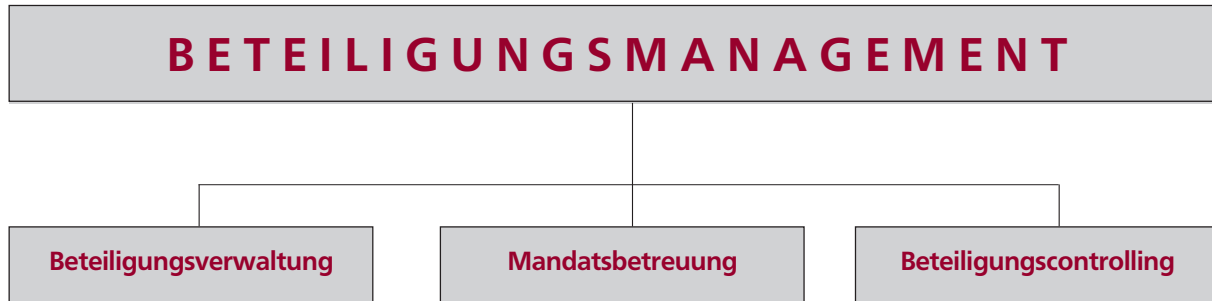 BETEILIGUNGSMANAGEMENT
Beteiligungsverwaltung
Mandatsbetreuung
Beteiligungscontrolling